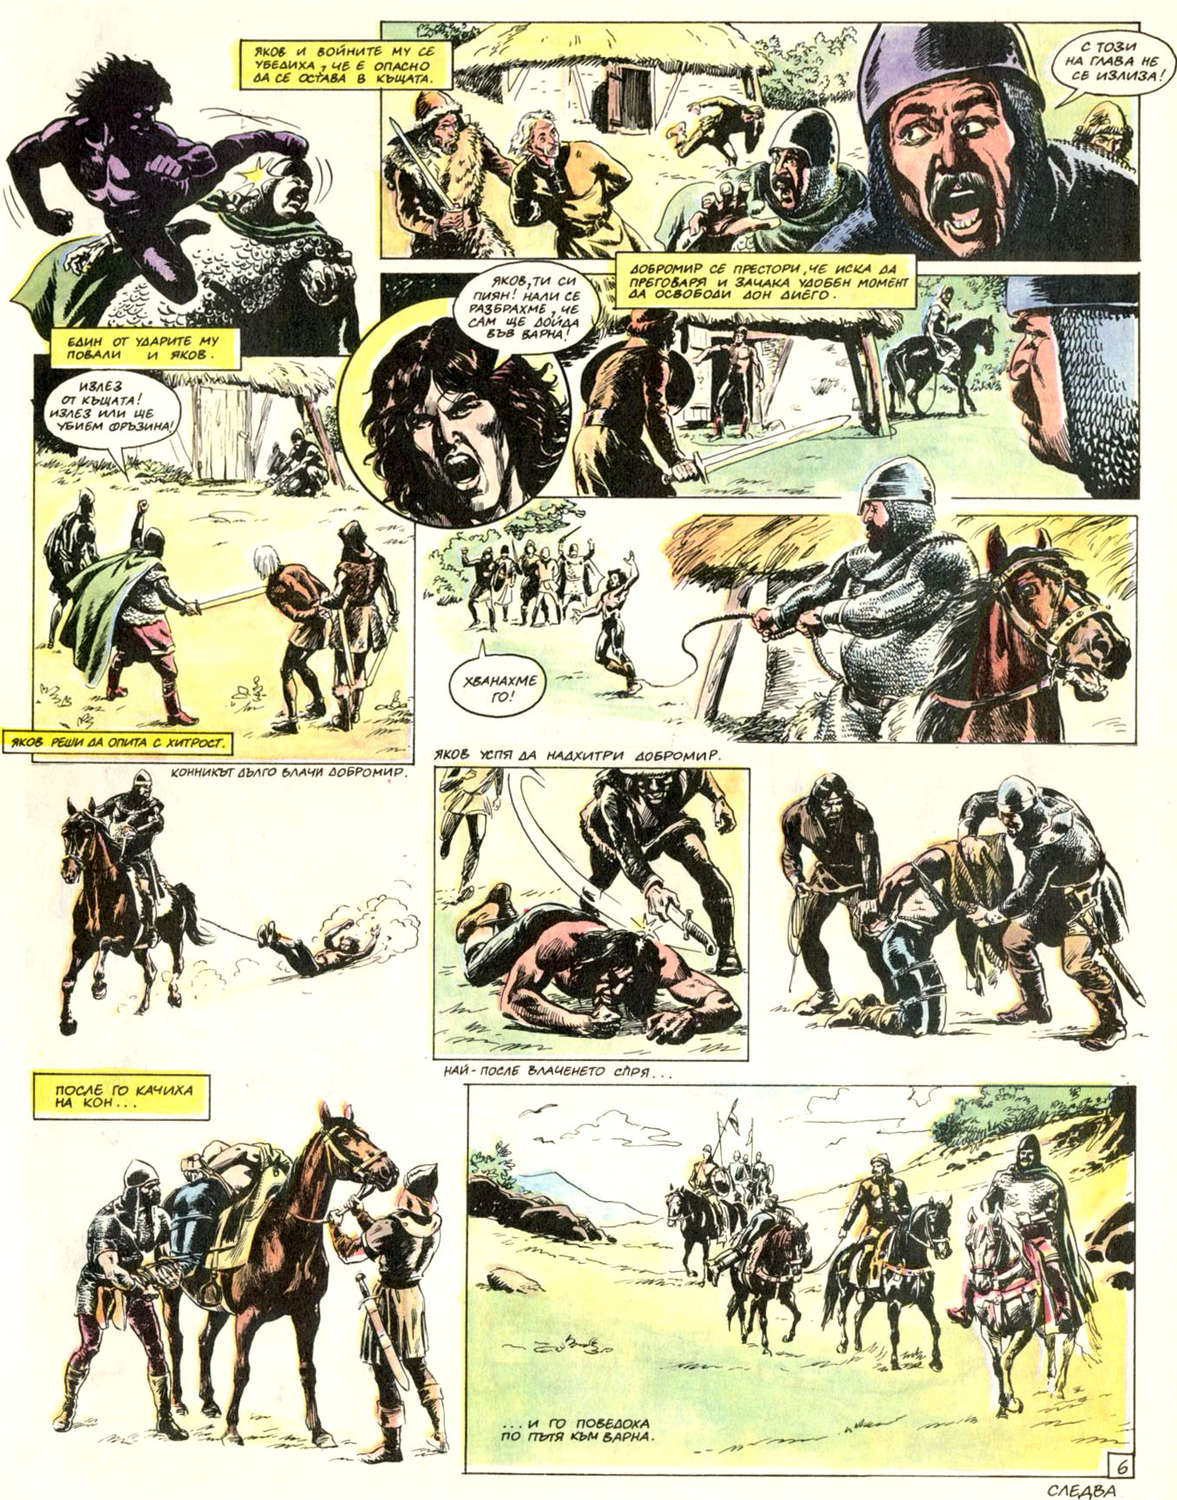 ЕДИН ОТ УДАРИТЕ МУ
ПОВАЛИ И ЯКОВ.
ЯКОВ И ВОЙНИТЕ МУ СЕ
УБЕДИХА, ЧЕ Е ОПАСНО
ДА СЕ ОСТАВА В КЪЩАТА.
С ТОЗИ
НА ГЛАВА НЕ
СЕ ИЗЛИЗА!
ИЗЛЕЗ
ОТ КЪЩАТА!
ИЗЛЕЗ ИЛИ ЩЕ
УБИЕМ ФРЪЗИНА!
ЯКОВ РЕШИ ДА ОПИТА С ХИТРОСТ.
ЯКОВ, ТИ СИ
ПИЯН! НАЛИ СЕ
РАЗБРАХМЕ, ЧЕ
САМ ЩЕ ДОЙДА
ВЪВ ВАРНА!
ДОБРОМИР СЕ ПРЕСТОРИ, ЧЕ ИСКА ДА
ПРЕГОВАРЯ И ЗАЧАКА УДОБЕН МОМЕНТ
ДА ОСВОБОДИ ДОН ДИЕГО.
ХВАНАХМЕ
ГО!
ЯКОВ УСПЯ ДА НАДХИТРИ ДОБРОМИР.
КОННИКЪТ ДЪЛГО ВЛАЧИ ДОБРОМИР.
НАЙ-ПОСЛЕ ВЛАЧЕНЕТО СПРЯ...
ПОСЛЕ ГО КАЧИХА
НА КОН...
...И ГО ПОВЕДОХА
ПО ПЪТЯ КЪМ ВАРНА.
6
СЛЕДВА